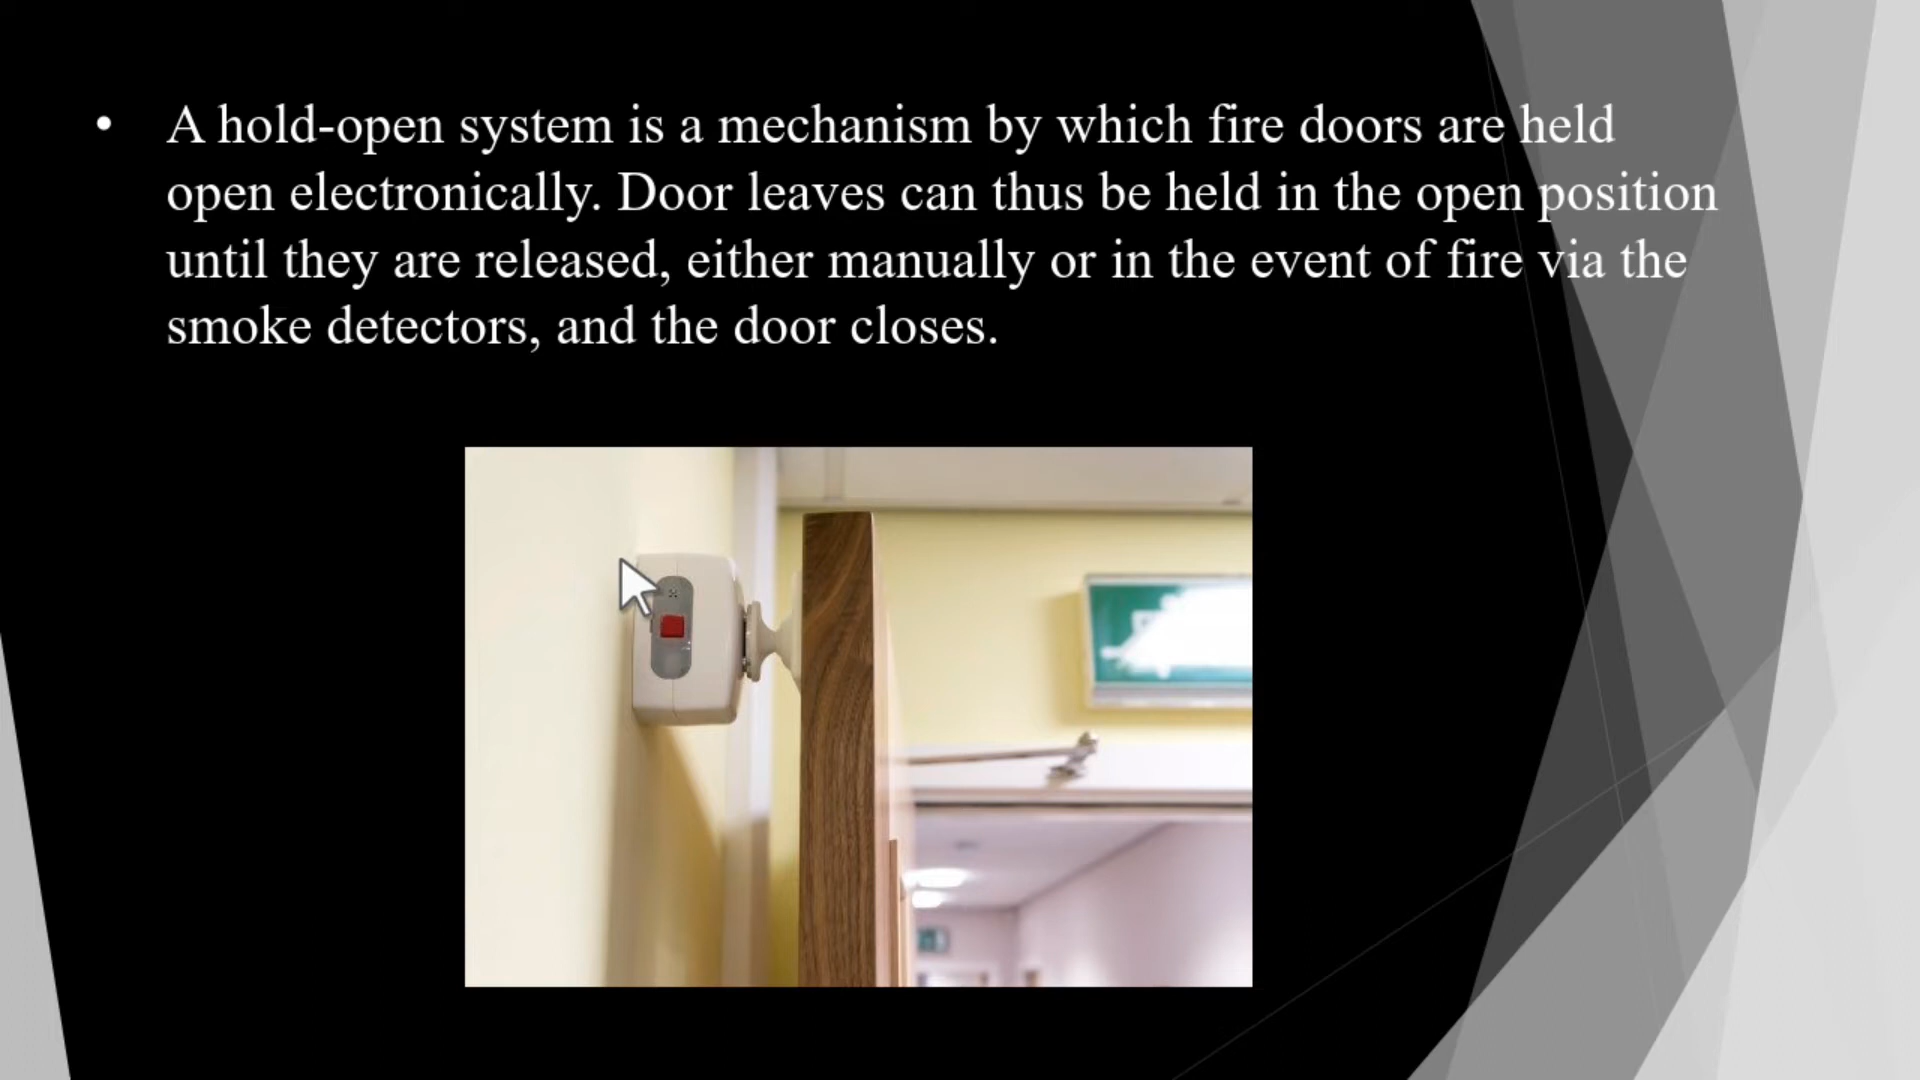 • A hold-open system is a mechanism by which fire doors are held
open electronically. Door leaves can thus be held in the open position
until they are released, either manually or in the event of fire via the
smoke detectors, and the door closes.